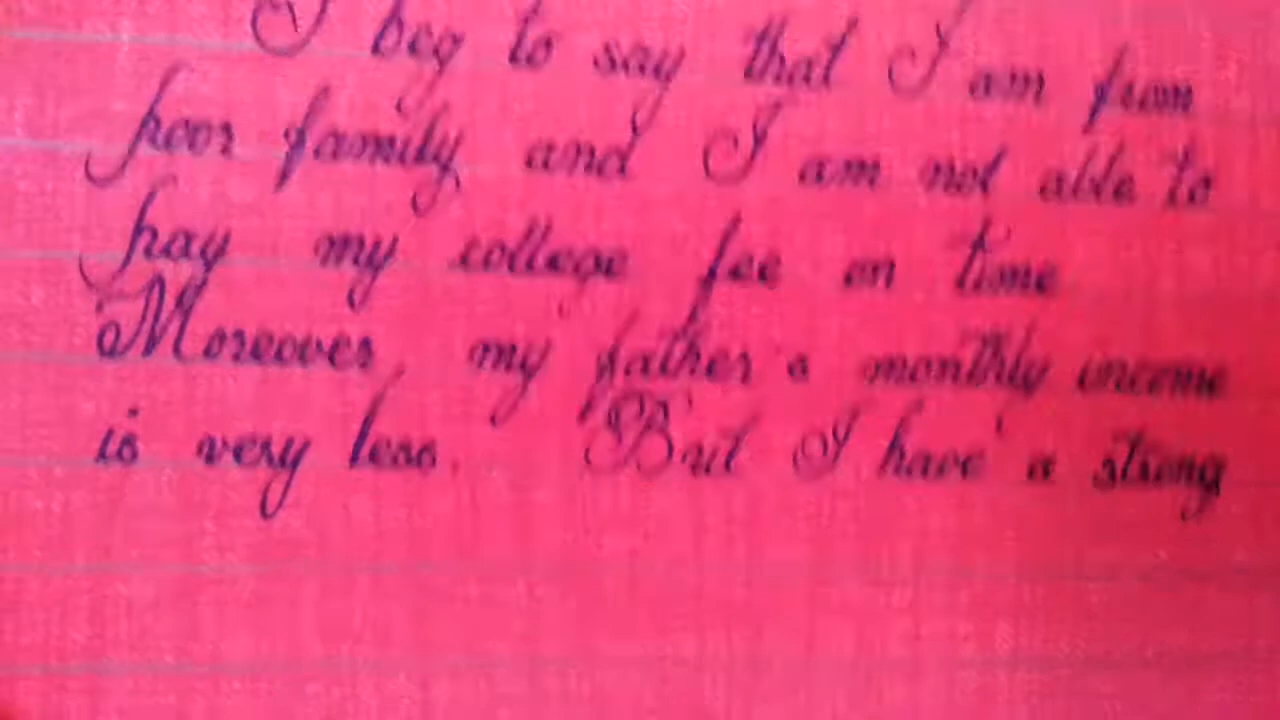 I beg to say that I am from
poor family and I am not able to
pay my college fee on time
Moreover, my father's monthly income
is very less. But I have a strong